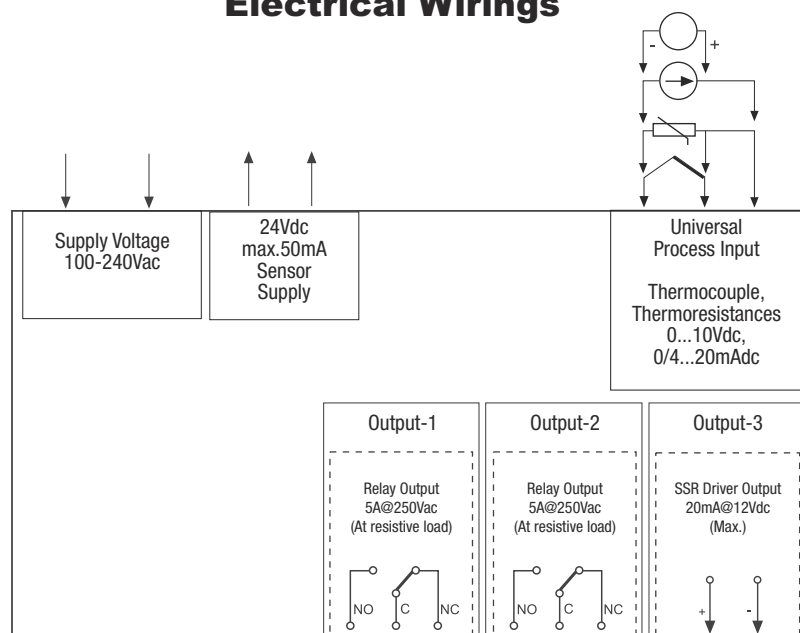 Electrical Wirings
- +
Supply Voltage
100-240Vac
24Vdc
max.50mA
Sensor
Supply
Universal
Process Input
Thermocouple,
Thermoresistances
0...10Vdc,
0/4...20mAdc
Output-1
Relay Output
5A@250Vac
(At resistive load)
NO C NC
Output-2
Relay Output
5A@250Vac
(At resistive load)
NO C NC
Output-3
SSR Driver Output
20mA@12Vdc
(Max.)
+ -